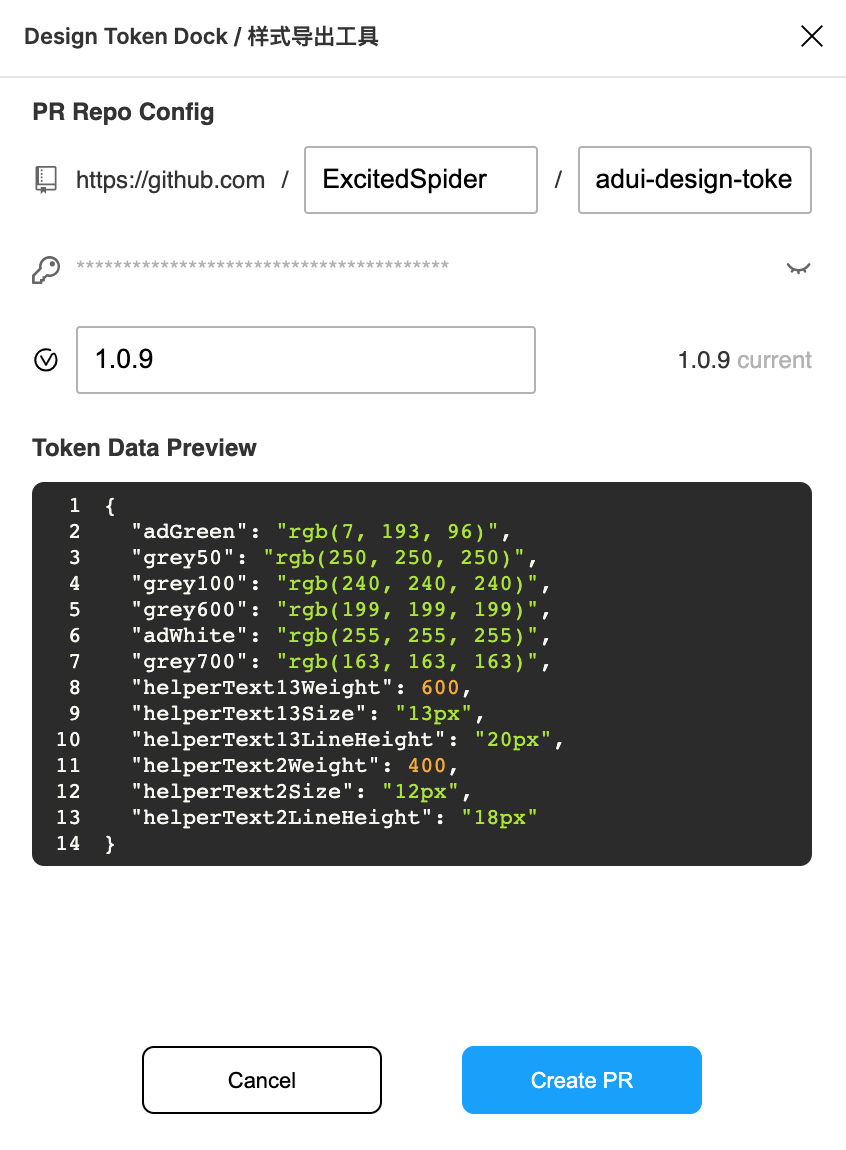 Design Token Dock / 样式导出工具
PR Repo Config
https://github.com / ExcitedSpider / adui-design-toke
****************************************
1.0.9 1.0.9 current
Token Data Preview
1 {
2 "adGreen": "rgb(7, 193, 96)",
3 "grey50": "rgb(250, 250, 250)",
4 "grey100": "rgb(240, 240, 240)",
5 "grey600": "rgb(199, 199, 199)",
6 "adWhite": "rgb(255, 255, 255)",
7 "grey700": "rgb(163, 163, 163)",
8 "helperText13Weight": 600,
9 "helperText13Size": "13px",
10 "helperText13LineHeight": "20px",
11 "helperText2Weight": 400,
12 "helperText2Size": "12px",
13 "helperText2LineHeight": "18px"
14 }
Cancel Create PR